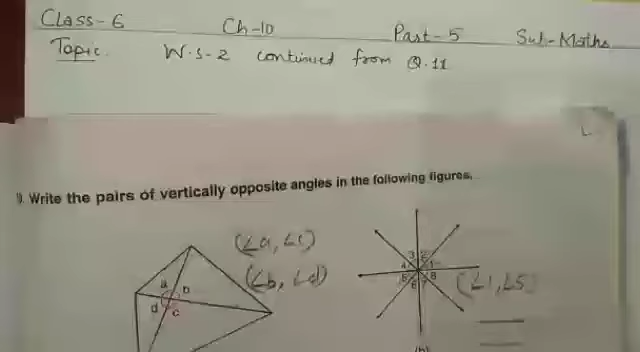 Class-6 Ch-10 Part-5 Sub-Maths
Topic. W.S-2 continued from Q.11
Write the pairs of vertically opposite angles in the following figures.
(∠a, ∠c)
(∠b, ∠d)
a b
d c
3 2
4 1
5 6 7 8
(∠1, ∠5)
(b)